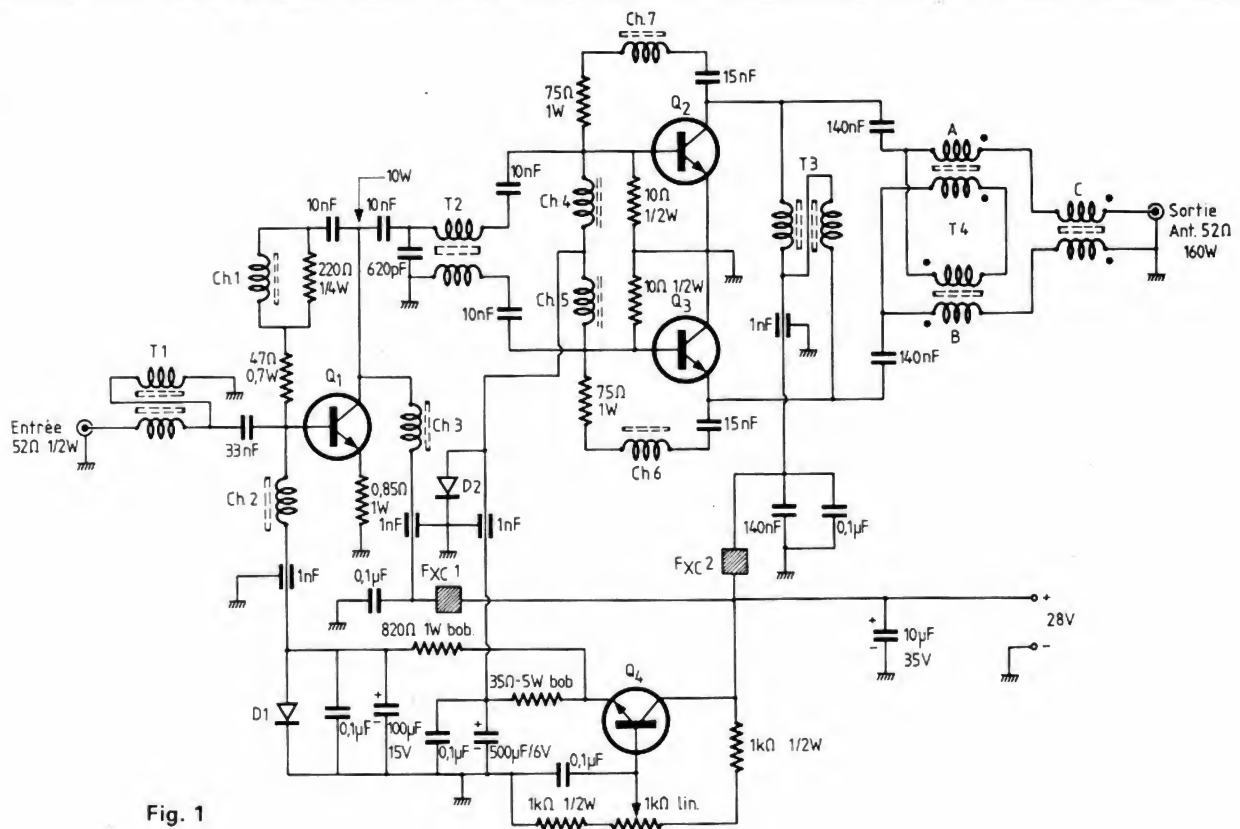 Ch.7
15nF
75Ω
1W
Q2
140nF
A
10W
10nF
10nF
T2
10nF
Ch.4
10Ω
1/2W
T3
C
Sortie
Ant. 52Ω
160W
Ch.1
220Ω
1/4W
620pF
T4
Ch.5
10Ω 1/2W
Q3
10nF
1nF
B
T1
47Ω
0,7W
Q1
140nF
Entrée
52Ω 1/2W
33nF
Ch.3
75Ω
1W
15nF
Ch.6
Ch.2
0,85Ω
1W
D2
1nF
1nF
140nF
0,1µF
1nF
0,1µF
FXC 1
FXC 2
+
28V
-
820Ω 1W bob.
+
-
10µF
35V
Q4
35Ω-5W bob
D1
0,1µF
+
-
100µF
15V
0,1µF
+
-
500µF/6V
0,1µF
1kΩ 1/2W
1kΩ 1/2W
1kΩ lin.
Fig. 1